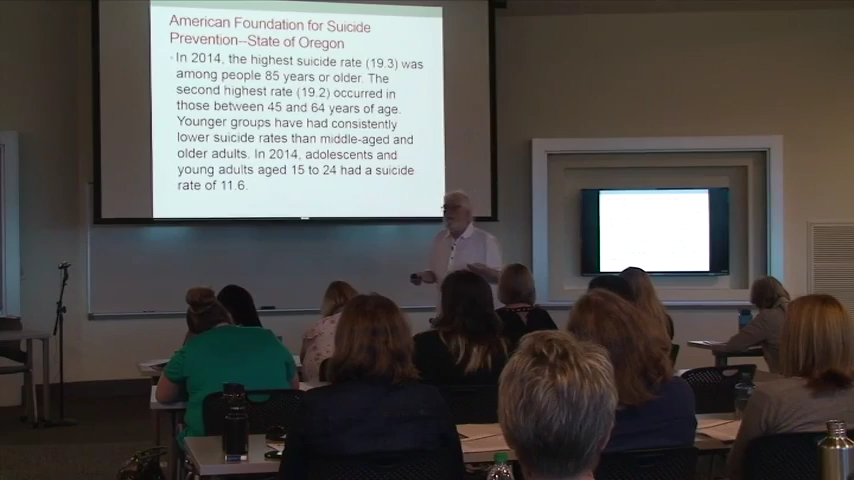 American Foundation for Suicide
Prevention--State of Oregon
· In 2014, the highest suicide rate (19.3) was
among people 85 years or older. The
second highest rate (19.2) occurred in
those between 45 and 64 years of age.
Younger groups have had consistently
lower suicide rates than middle-aged and
older adults. In 2014, adolescents and
young adults aged 15 to 24 had a suicide
rate of 11.6.